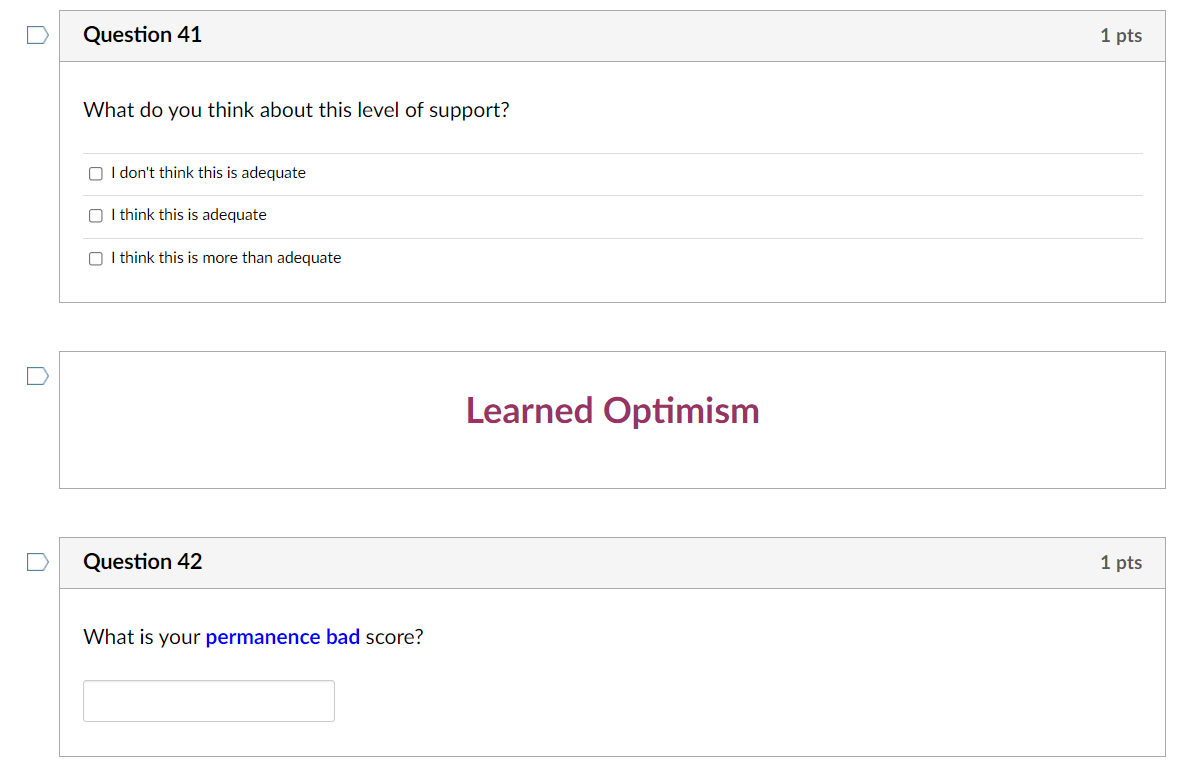 Question 41
1 pts
What do you think about this level of support?
I don't think this is adequate
I think this is adequate
I think this is more than adequate
Learned Optimism
Question 42
1 pts
What is your permanence bad score?